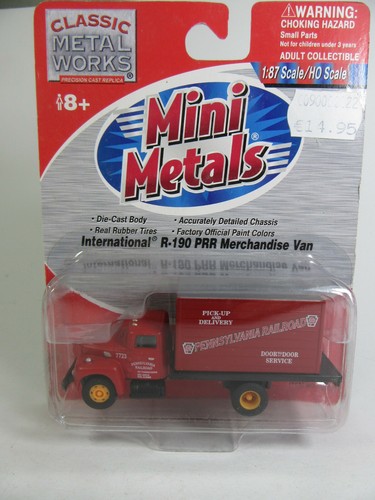 CLASSIC
METAL
WORKS®
PRECISION CAST REPLICA
8+
WARNING:
CHOKING HAZARD
Small Parts
Not for children under 3 years
ADULT COLLECTIBLE
1:87 Scale/HO Scale
€14.95
Mini
Metals®
• Die-Cast Body
• Accurately Detailed Chassis
• Real Rubber Tires
• Factory Official Paint Colors
International® R-190 PRR Merchandise Van
PICK-UP
AND
DELIVERY
PENNSYLVANIA RAILROAD
DOOR TO DOOR
SERVICE
7723
PENNSYLVANIA
RAILROAD